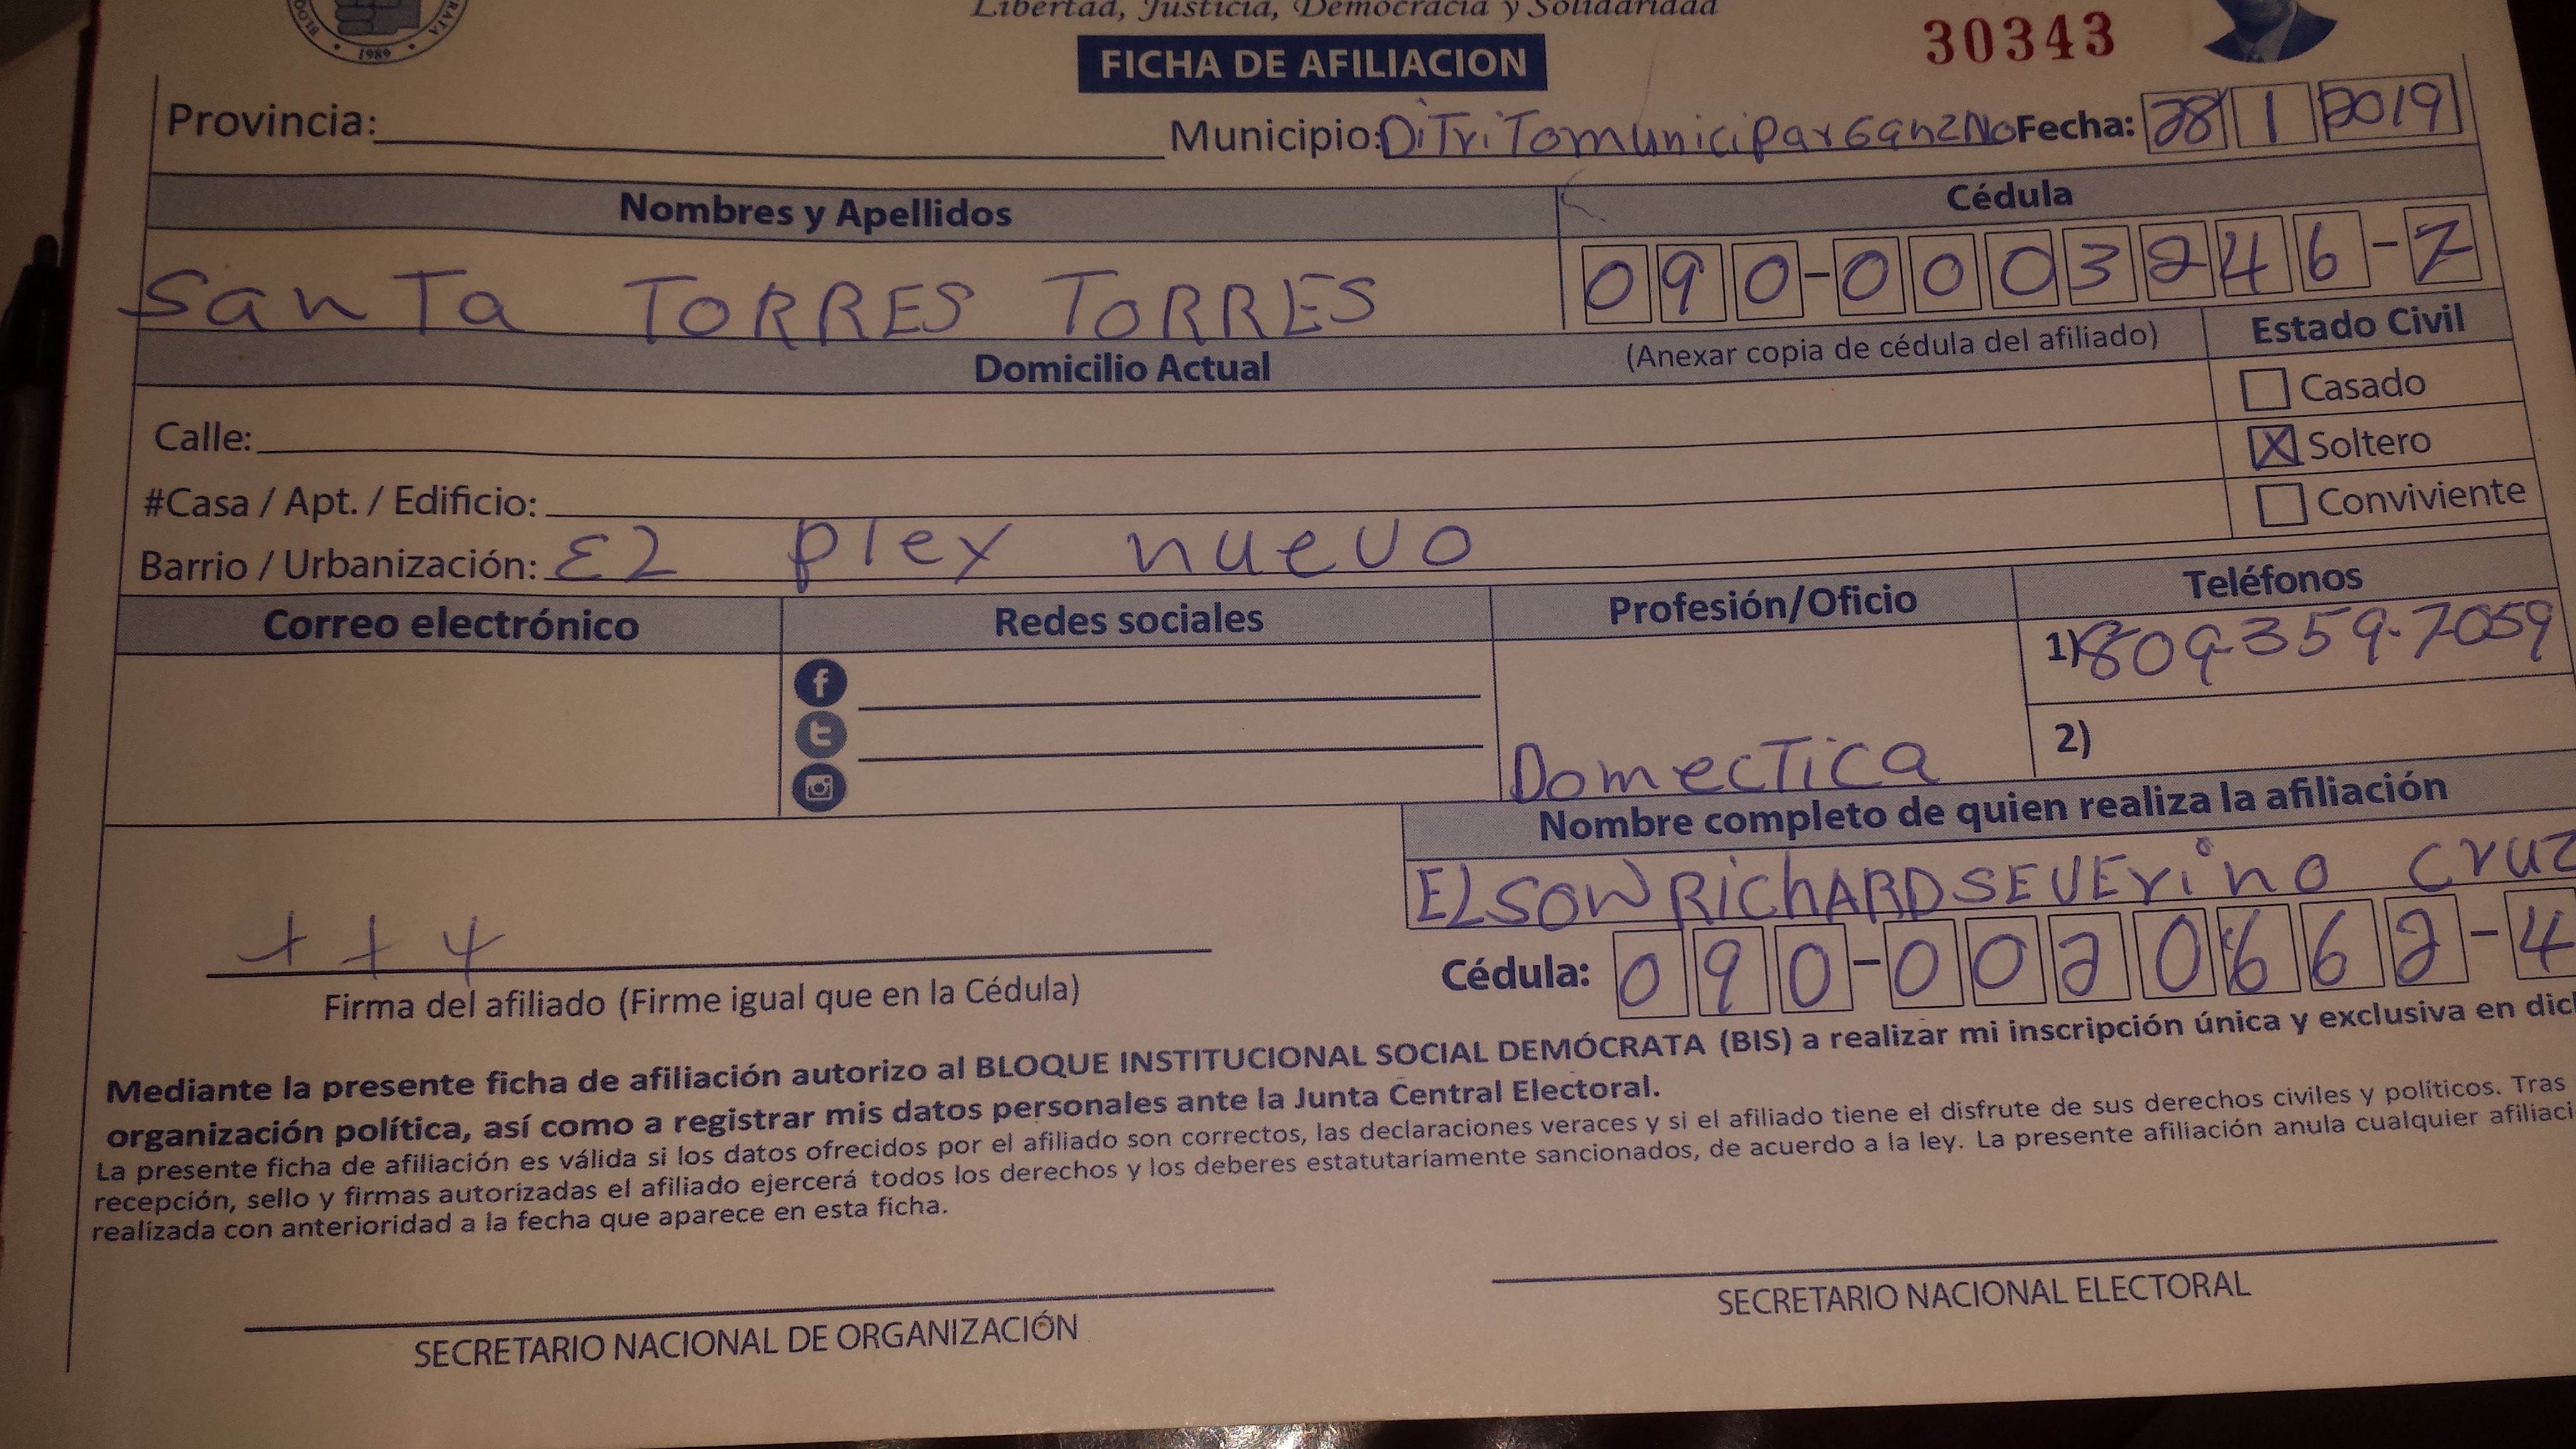 1989
Libertad, Justicia, Democracia y Solidaridad
FICHA DE AFILIACION
30343
Provincia:
Municipio: DiTriTomunicipar
Fecha: 28 1 2019
Nombres y Apellidos
Cédula
Santa TORRES TORRES
090-0003246-7
(Anexar copia de cédula del afiliado)
Domicilio Actual
Estado Civil
Casado
Calle:
X Soltero
#Casa / Apt. / Edificio:
Conviviente
Barrio / Urbanización: El plex nuevo
Correo electrónico
Redes sociales
Profesión/Oficio
Teléfonos
1) 809-359-7059
2)
DomecTica
Nombre completo de quien realiza la afiliación
ELSON RichARD SEVErino cruz
Cédula: 090-0020662-4
Firma del afiliado (Firme igual que en la Cédula)
Mediante la presente ficha de afiliación autorizo al BLOQUE INSTITUCIONAL SOCIAL DEMÓCRATA (BIS) a realizar mi inscripción única y exclusiva en dich
organización política, así como a registrar mis datos personales ante la Junta Central Electoral.
La presente ficha de afiliación es válida si los datos ofrecidos por el afiliado son correctos, las declaraciones veraces y si el afiliado tiene el disfrute de sus derechos civiles y políticos. Tras
recepción, sello y firmas autorizadas el afiliado ejercerá todos los derechos y los deberes estatutariamente sancionados, de acuerdo a la ley. La presente afiliación anula cualquier afiliaci
realizada con anterioridad a la fecha que aparece en esta ficha.
SECRETARIO NACIONAL DE ORGANIZACIÓN
SECRETARIO NACIONAL ELECTORAL